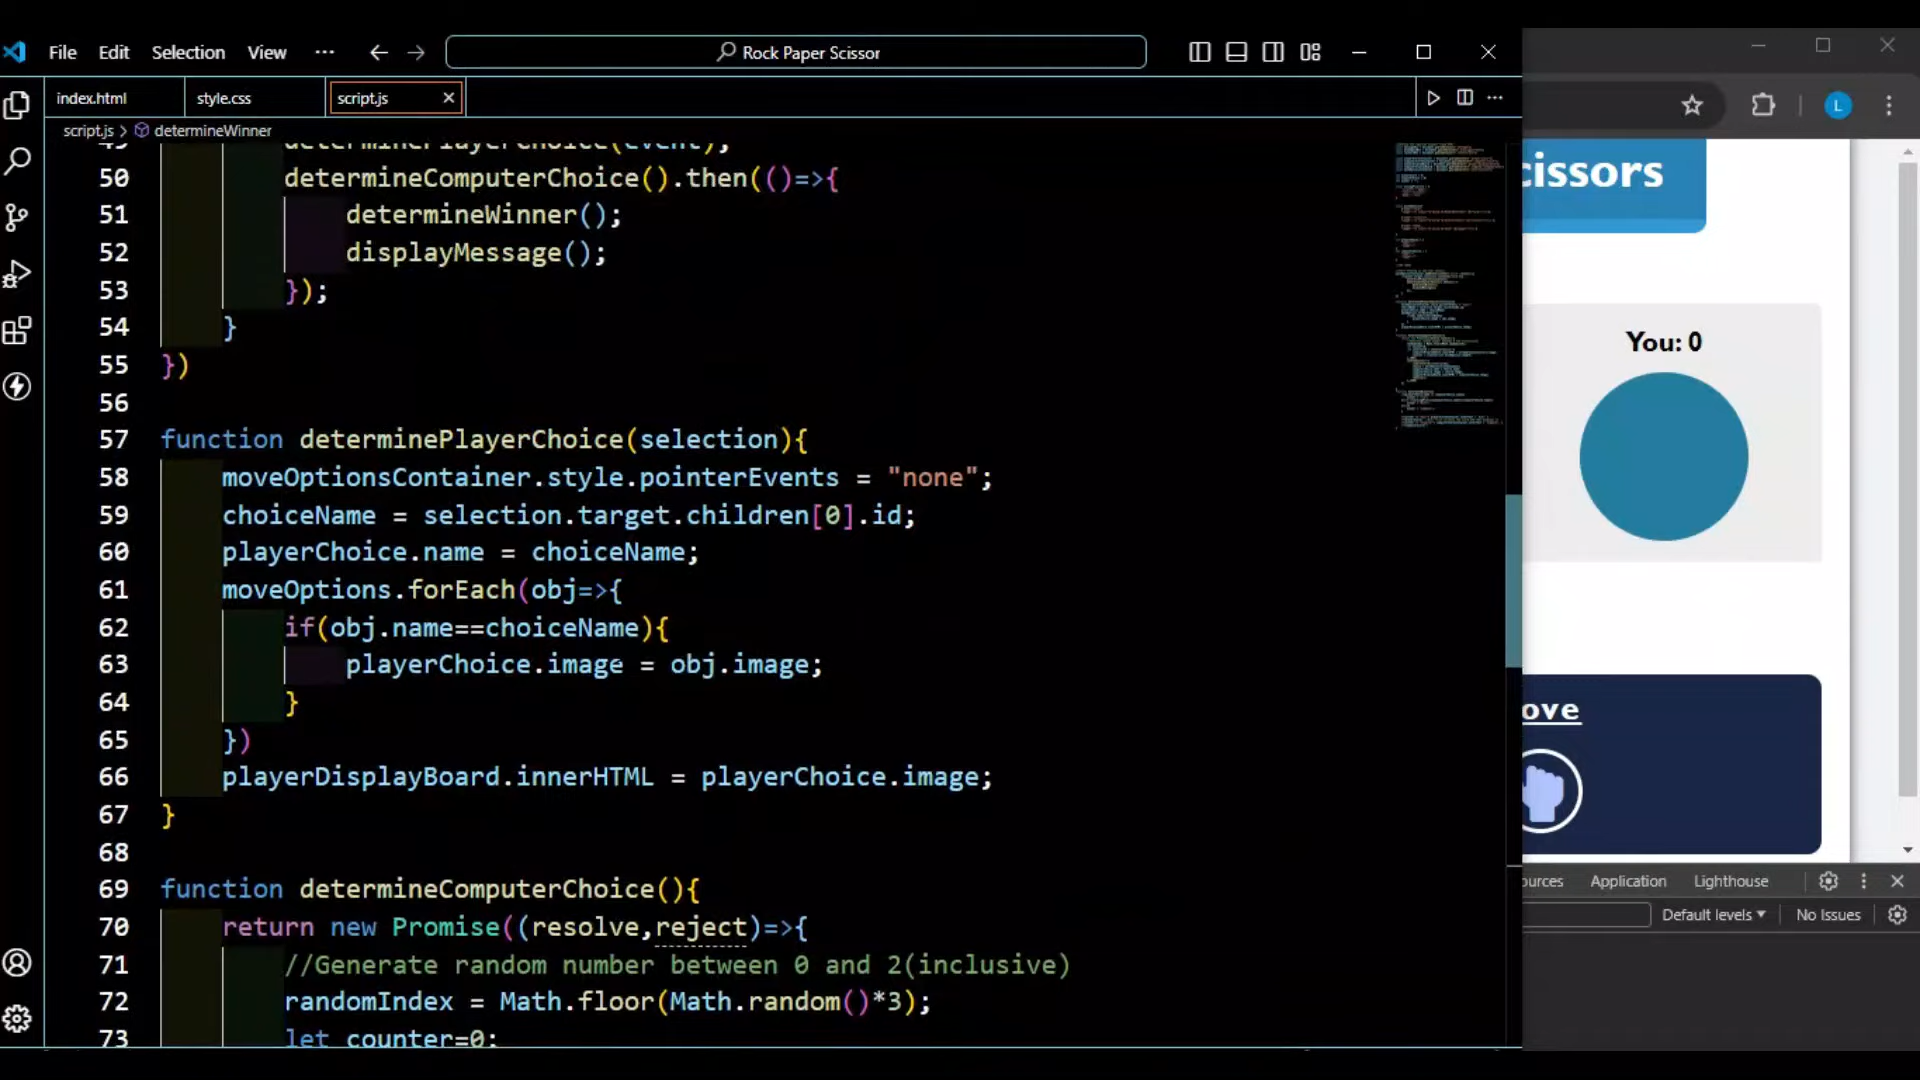 File Edit Selection View ··· Rock Paper Scissor
index.html style.css script.js
script.js > determineWinner
49 determinePlayerChoice(event);
50 determineComputerChoice().then(()=>{
51 determineWinner();
52 displayMessage();
53 });
54 }
55 })
56
57 function determinePlayerChoice(selection){
58 moveOptionsContainer.style.pointerEvents = "none";
59 choiceName = selection.target.children[0].id;
60 playerChoice.name = choiceName;
61 moveOptions.forEach(obj=>{
62 if(obj.name==choiceName){
63 playerChoice.image = obj.image;
64 }
65 })
66 playerDisplayBoard.innerHTML = playerChoice.image;
67 }
68
69 function determineComputerChoice(){
70 return new Promise((resolve,reject)=>{
71 //Generate random number between 0 and 2(inclusive)
72 randomIndex = Math.floor(Math.random()*3);
73 let counter=0;
L
cissors
You: 0
ove
ources Application Lighthouse
Default levels No Issues